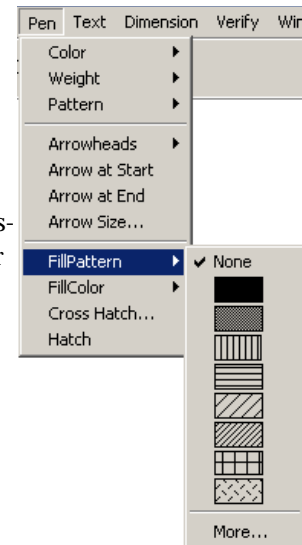 Pen Text Dimension Verify Win
Color
Weight
Pattern
Arrowheads
Arrow at Start
Arrow at End
Arrow Size...
s-
r
FillPattern
None
FillColor
Cross Hatch...
Hatch
More...